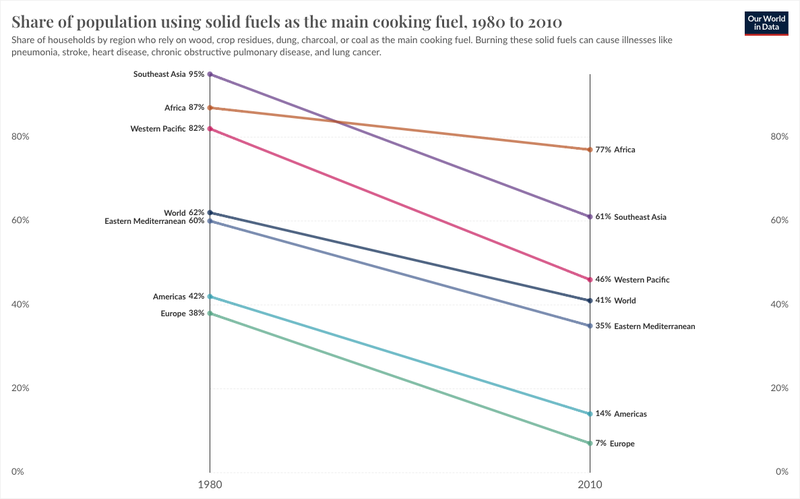 Share of population using solid fuels as the main cooking fuel, 1980 to 2010
Our World
in Data
Share of households by region who rely on wood, crop residues, dung, charcoal, or coal as the main cooking fuel. Burning these solid fuels can cause illnesses like
pneumonia, stroke, heart disease, chronic obstructive pulmonary disease, and lung cancer.
Southeast Asia 95%
Africa 87%
Western Pacific 82%
80%
80%
77% Africa
World 62%
Eastern Mediterranean 60%
60%
60%
61% Southeast Asia
46% Western Pacific
41% World
40%
40%
Americas 42%
Europe 38%
35% Eastern Mediterranean
20%
20%
14% Americas
7% Europe
0%
0%
1980
2010